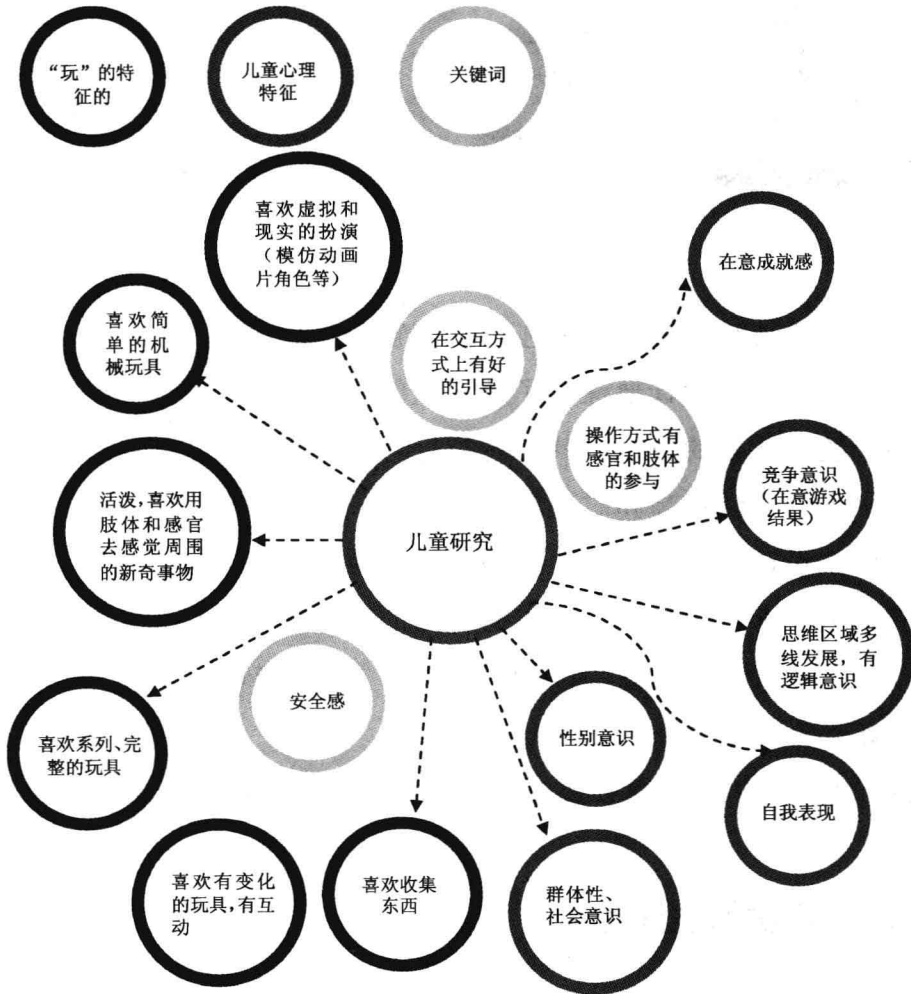 “玩”的特
征的
儿童心理
特征
关键词
喜欢虚拟和
现实的扮演
（模仿动画
片角色等）
在意成就感
喜欢简
单的机
械玩具
在交互方
式上有好
的引导
操作方式有
感官和肢体
的参与
竞争意识
（在意游戏
结果）
活泼，喜欢用
肢体和感官
去感觉周围
的新奇事物
儿童研究
思维区域多
线发展，有
逻辑意识
安全感
性别意识
喜欢系列、完
整的玩具
自我表现
喜欢有变化
的玩具，有互
动
喜欢收集
东西
群体性、
社会意识